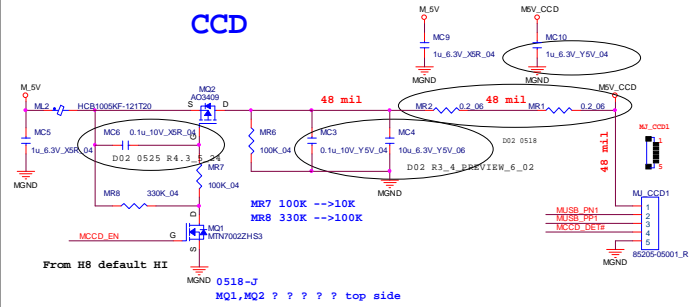 CCD
M_5V
M5V_CCD
MC9
1u_6.3V_X5R_04
MGND
MC10
1u_6.3V_Y5V_04
M_5V
ML2
HCB1005KF-121T20
MQ2
AO3409
S
D
G
48 mil
MR2
0.2_06
48 mil
MR1
0.2_06
M5V_CCD
MC5
1u_6.3V_X5R_04
MGND
MC6
0.1u_10V_X5R_04
D02 0525 R4.3_5_24
MR6
100K_04
MC3
0.1u_10V_Y5V_04
MC4
10u_6.3V_Y5V_06
D02 0518
D02 R3_4_PREVIEW_6_02
MGND
48 mil
MJ_CCD1
1
5
MR7
100K_04
MR8
330K_04
MR7 100K -->10K
MR8 330K -->100K
MCCD_EN
G
D
S
MQ1
MTN7002ZHS3
MGND
From H8 default HI
0518-J
MQ1,MQ2 ? ? ? ? ? top side
MJ_CCD1
MUSB_PN1
MUSB_PP1
MCCD_DET#
1
2
3
4
5
MGND
85205-05001_R